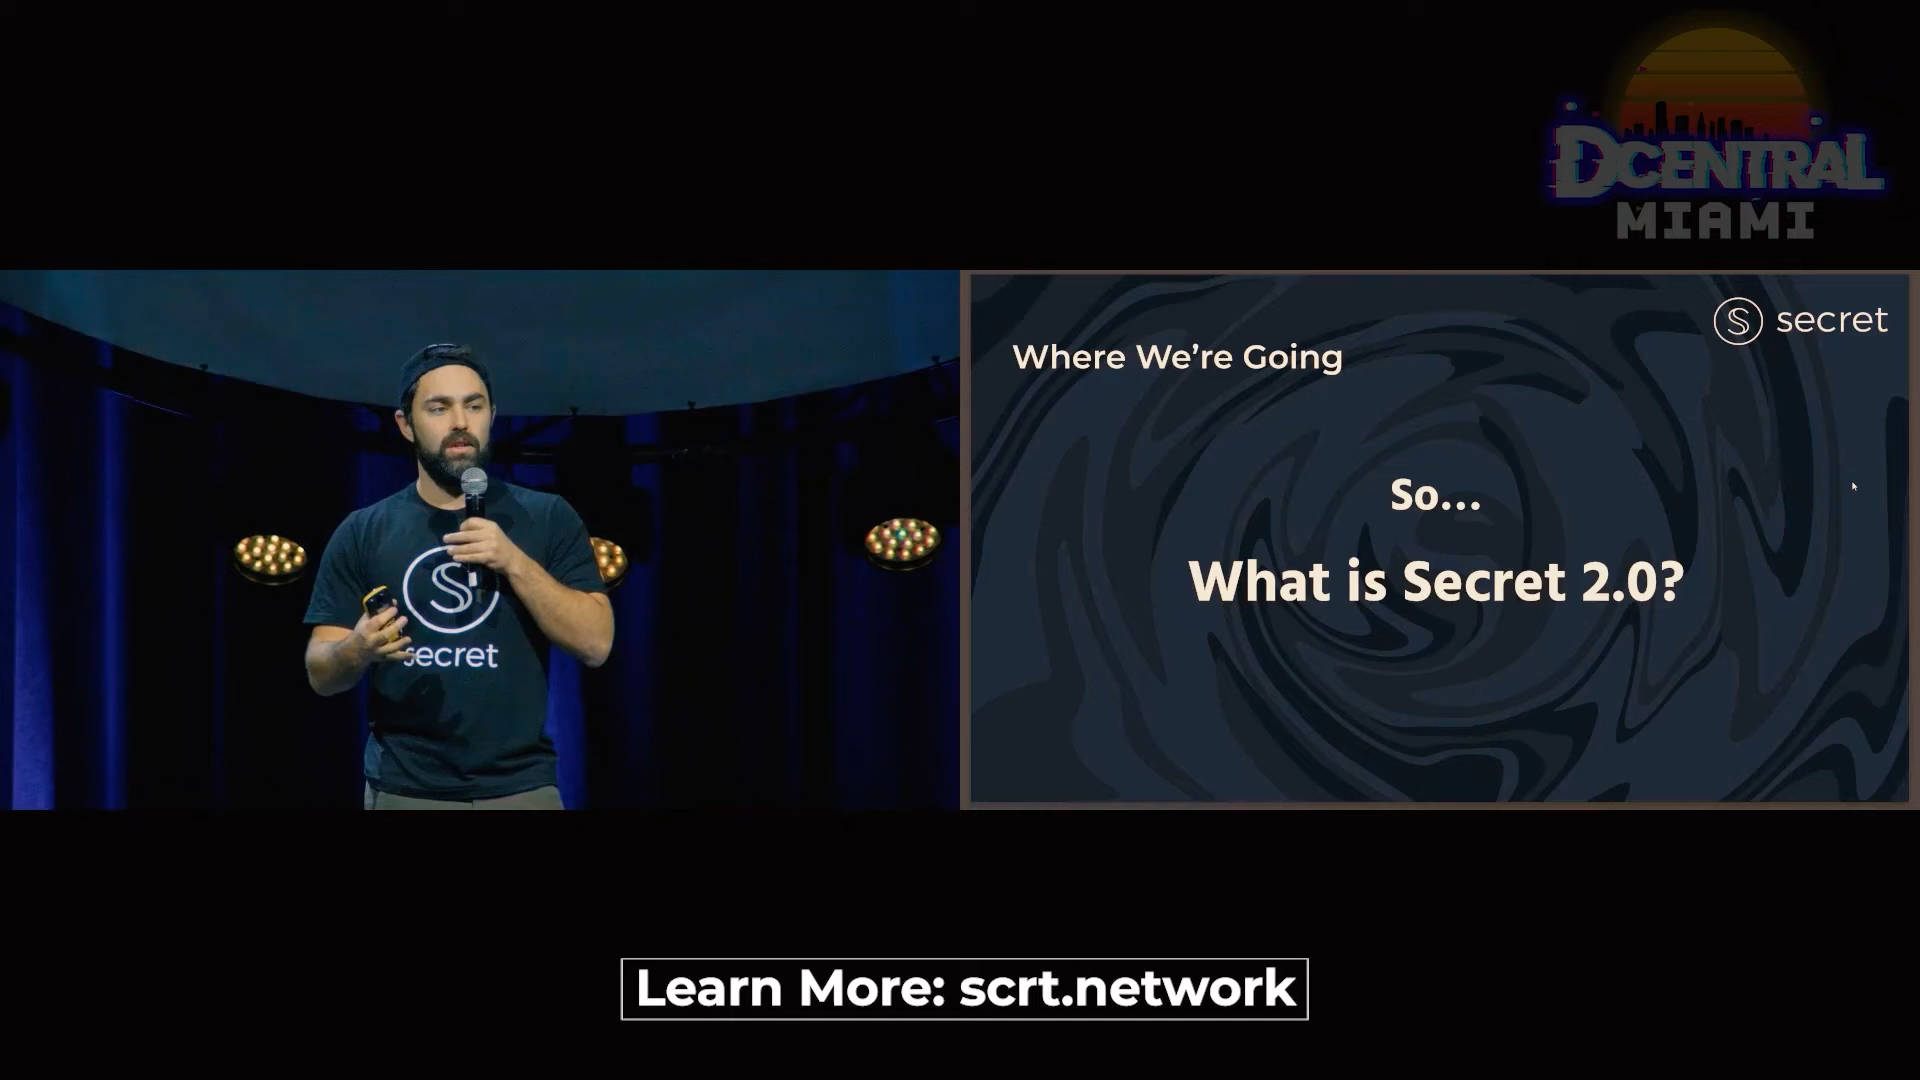 DCENTRAL
MIAMI
secret
Where We’re Going
So...
What is Secret 2.0?
S
secret
Learn More: scrt.network